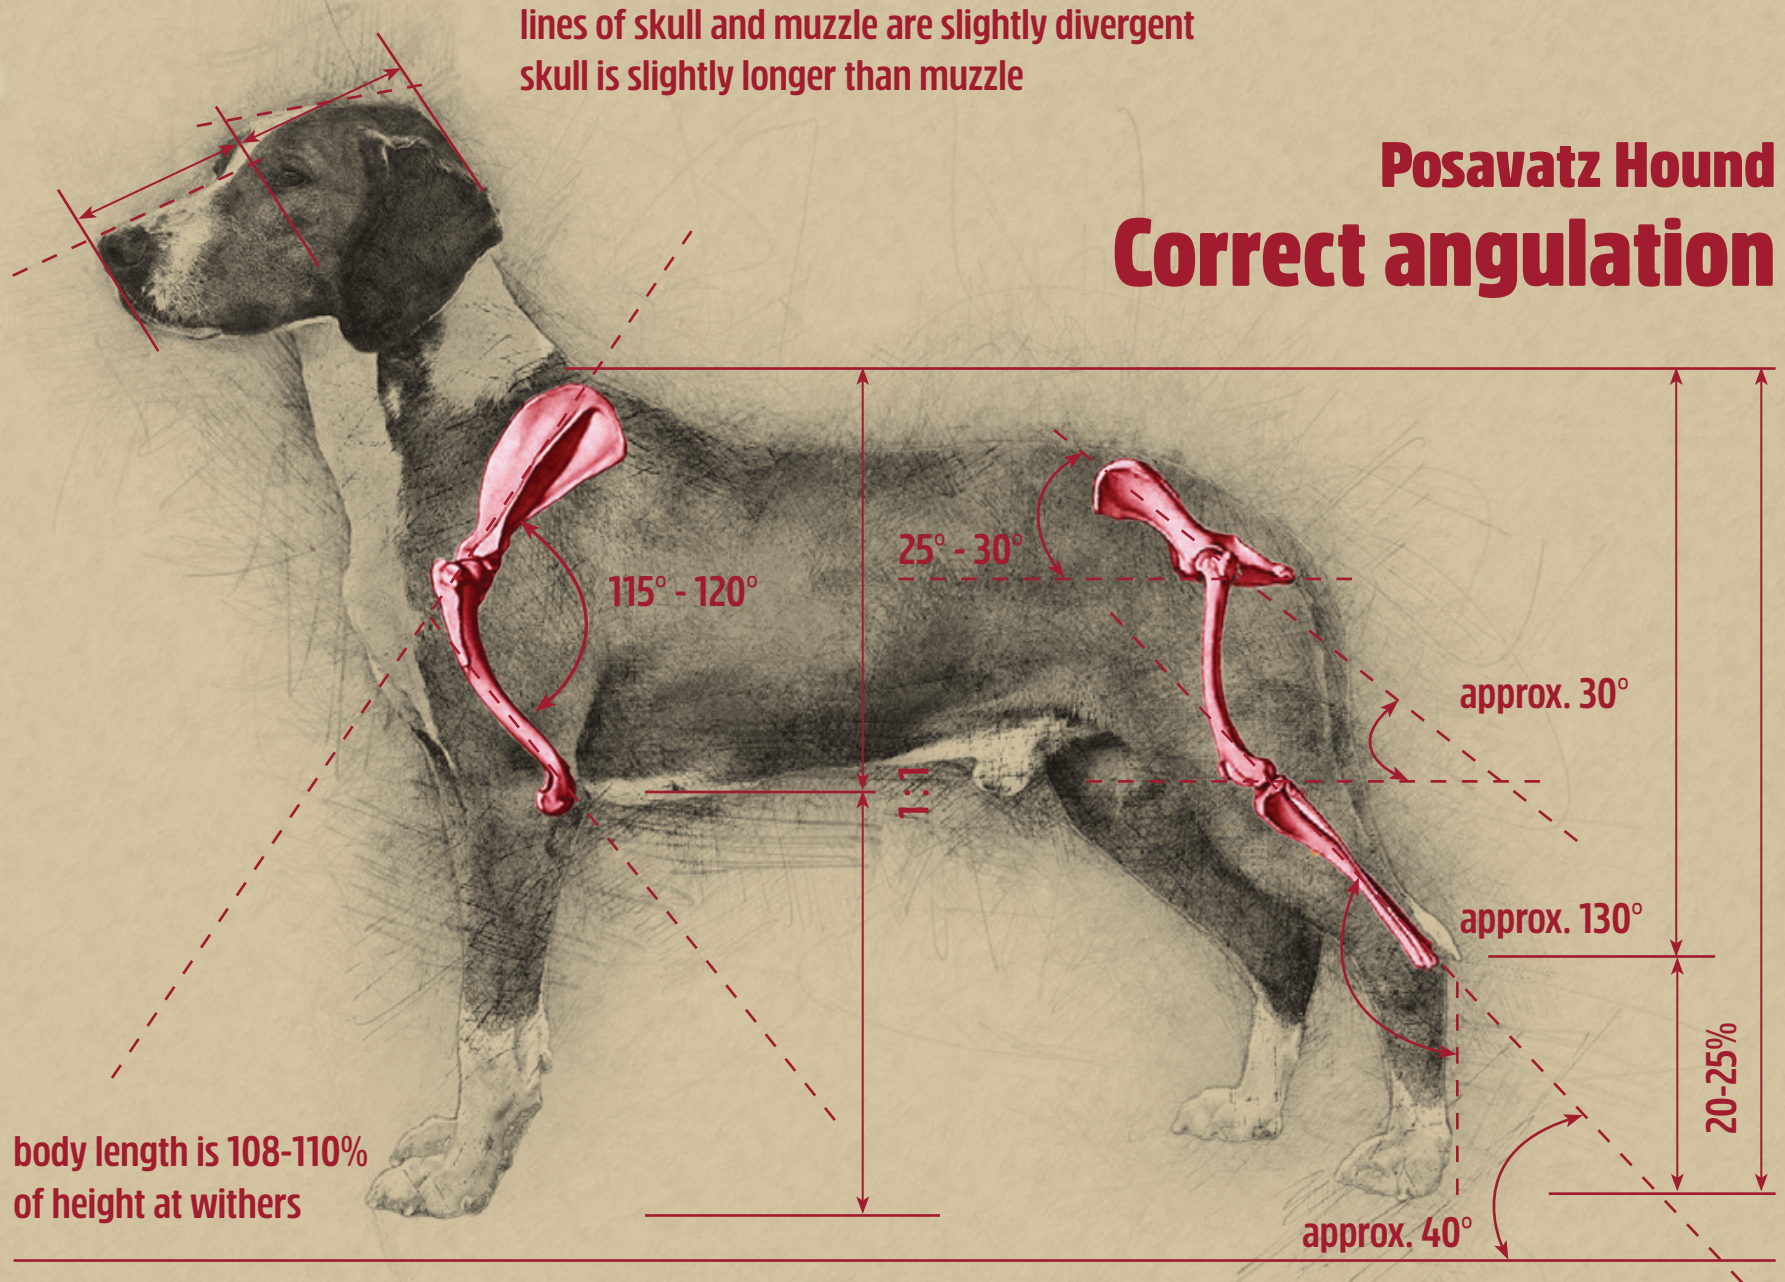 lines of skull and muzzle are slightly divergent
skull is slightly longer than muzzle
Posavatz Hound
Correct angulation
25° - 30°
115° - 120°
approx. 30°
1:1
approx. 130°
20-25%
body length is 108-110%
of height at withers
approx. 40°